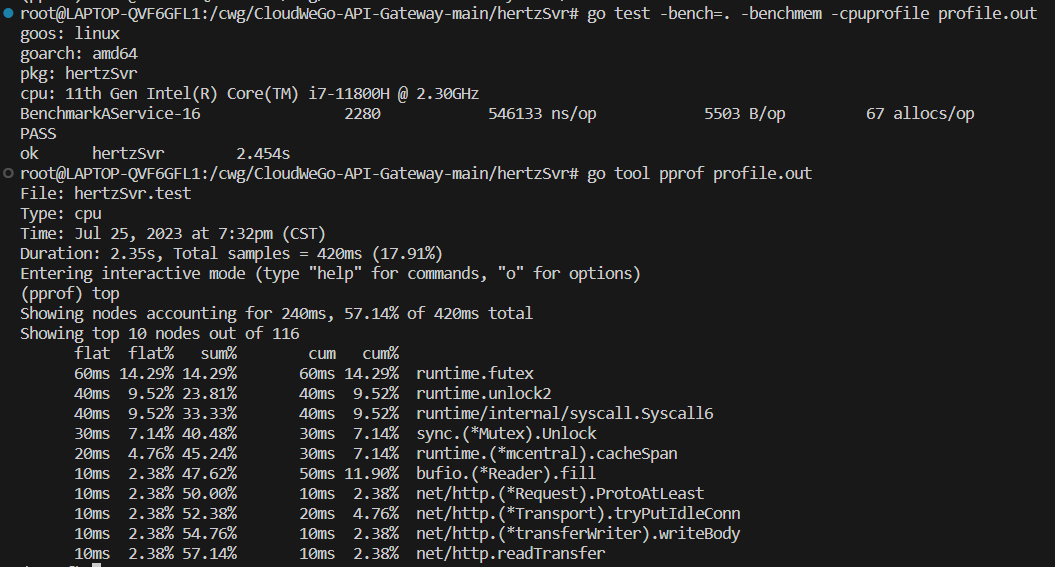 root@LAPTOP-QVF6GFL1:/cwg/CloudWeGo-API-Gateway-main/hertzSvr# go test -bench=. -benchmem -cpuprofile profile.out
goos: linux
goarch: amd64
pkg: hertzSvr
cpu: 11th Gen Intel(R) Core(TM) i7-11800H @ 2.30GHz
BenchmarkAService-16 2280 546133 ns/op 5503 B/op 67 allocs/op
PASS
ok hertzSvr 2.454s
root@LAPTOP-QVF6GFL1:/cwg/CloudWeGo-API-Gateway-main/hertzSvr# go tool pprof profile.out
File: hertzSvr.test
Type: cpu
Time: Jul 25, 2023 at 7:32pm (CST)
Duration: 2.35s, Total samples = 420ms (17.91%)
Entering interactive mode (type "help" for commands, "o" for options)
(pprof) top
Showing nodes accounting for 240ms, 57.14% of 420ms total
Showing top 10 nodes out of 116
flat flat% sum% cum cum%
60ms 14.29% 14.29% 60ms 14.29% runtime.futex
40ms 9.52% 23.81% 40ms 9.52% runtime.unlock2
40ms 9.52% 33.33% 40ms 9.52% runtime/internal/syscall.Syscall6
30ms 7.14% 40.48% 30ms 7.14% sync.(*Mutex).Unlock
20ms 4.76% 45.24% 30ms 7.14% runtime.(*mcentral).cacheSpan
10ms 2.38% 47.62% 50ms 11.90% bufio.(*Reader).fill
10ms 2.38% 50.00% 10ms 2.38% net/http.(*Request).ProtoAtLeast
10ms 2.38% 52.38% 20ms 4.76% net/http.(*Transport).tryPutIdleConn
10ms 2.38% 54.76% 10ms 2.38% net/http.(*transferWriter).writeBody
10ms 2.38% 57.14% 10ms 2.38% net/http.readTransfer